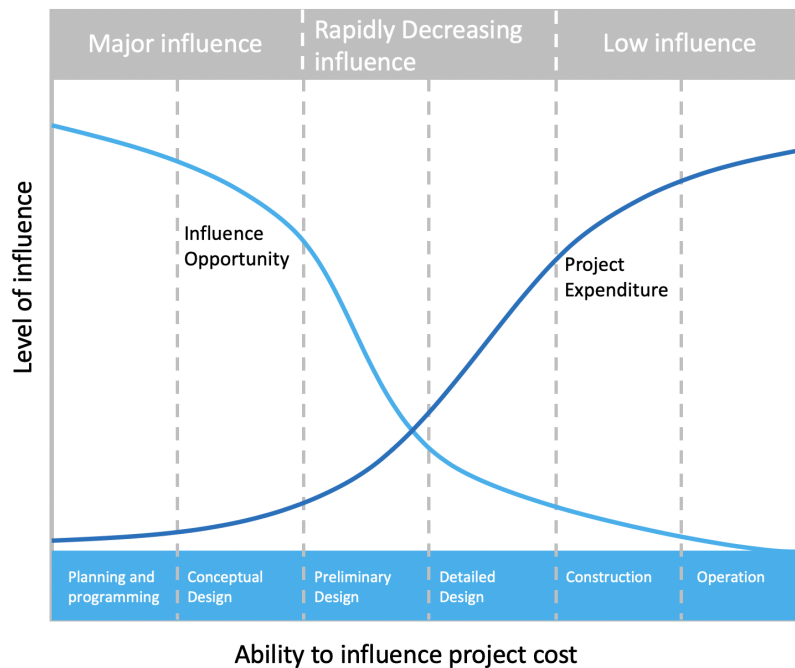 Major influence
Rapidly Decreasing
influence
Low influence
Level of influence
Influence
Opportunity
Project
Expenditure
Planning and
programming
Conceptual
Design
Preliminary
Design
Detailed
Design
Construction
Operation
Ability to influence project cost